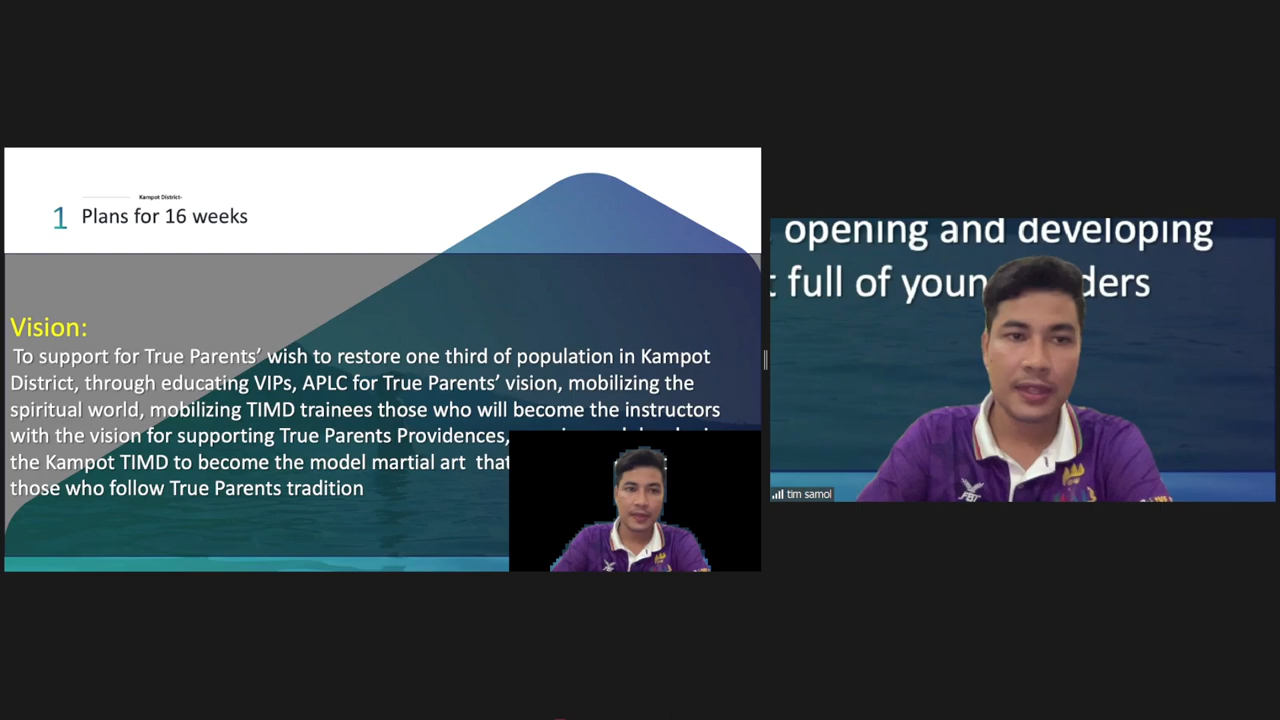 Kampot District-
1 Plans for 16 weeks
Vision:
To support for True Parents' wish to restore one third of population in Kampot
District, through educating VIPs, APLC for True Parents' vision, mobilizing the
spiritual world, mobilizing TIMD trainees those who will become the instructors
with the vision for supporting True Parents Providences,
the Kampot TIMD to become the model martial art that
those who follow True Parents tradition
opening and developing
full of
FBT
tim samol